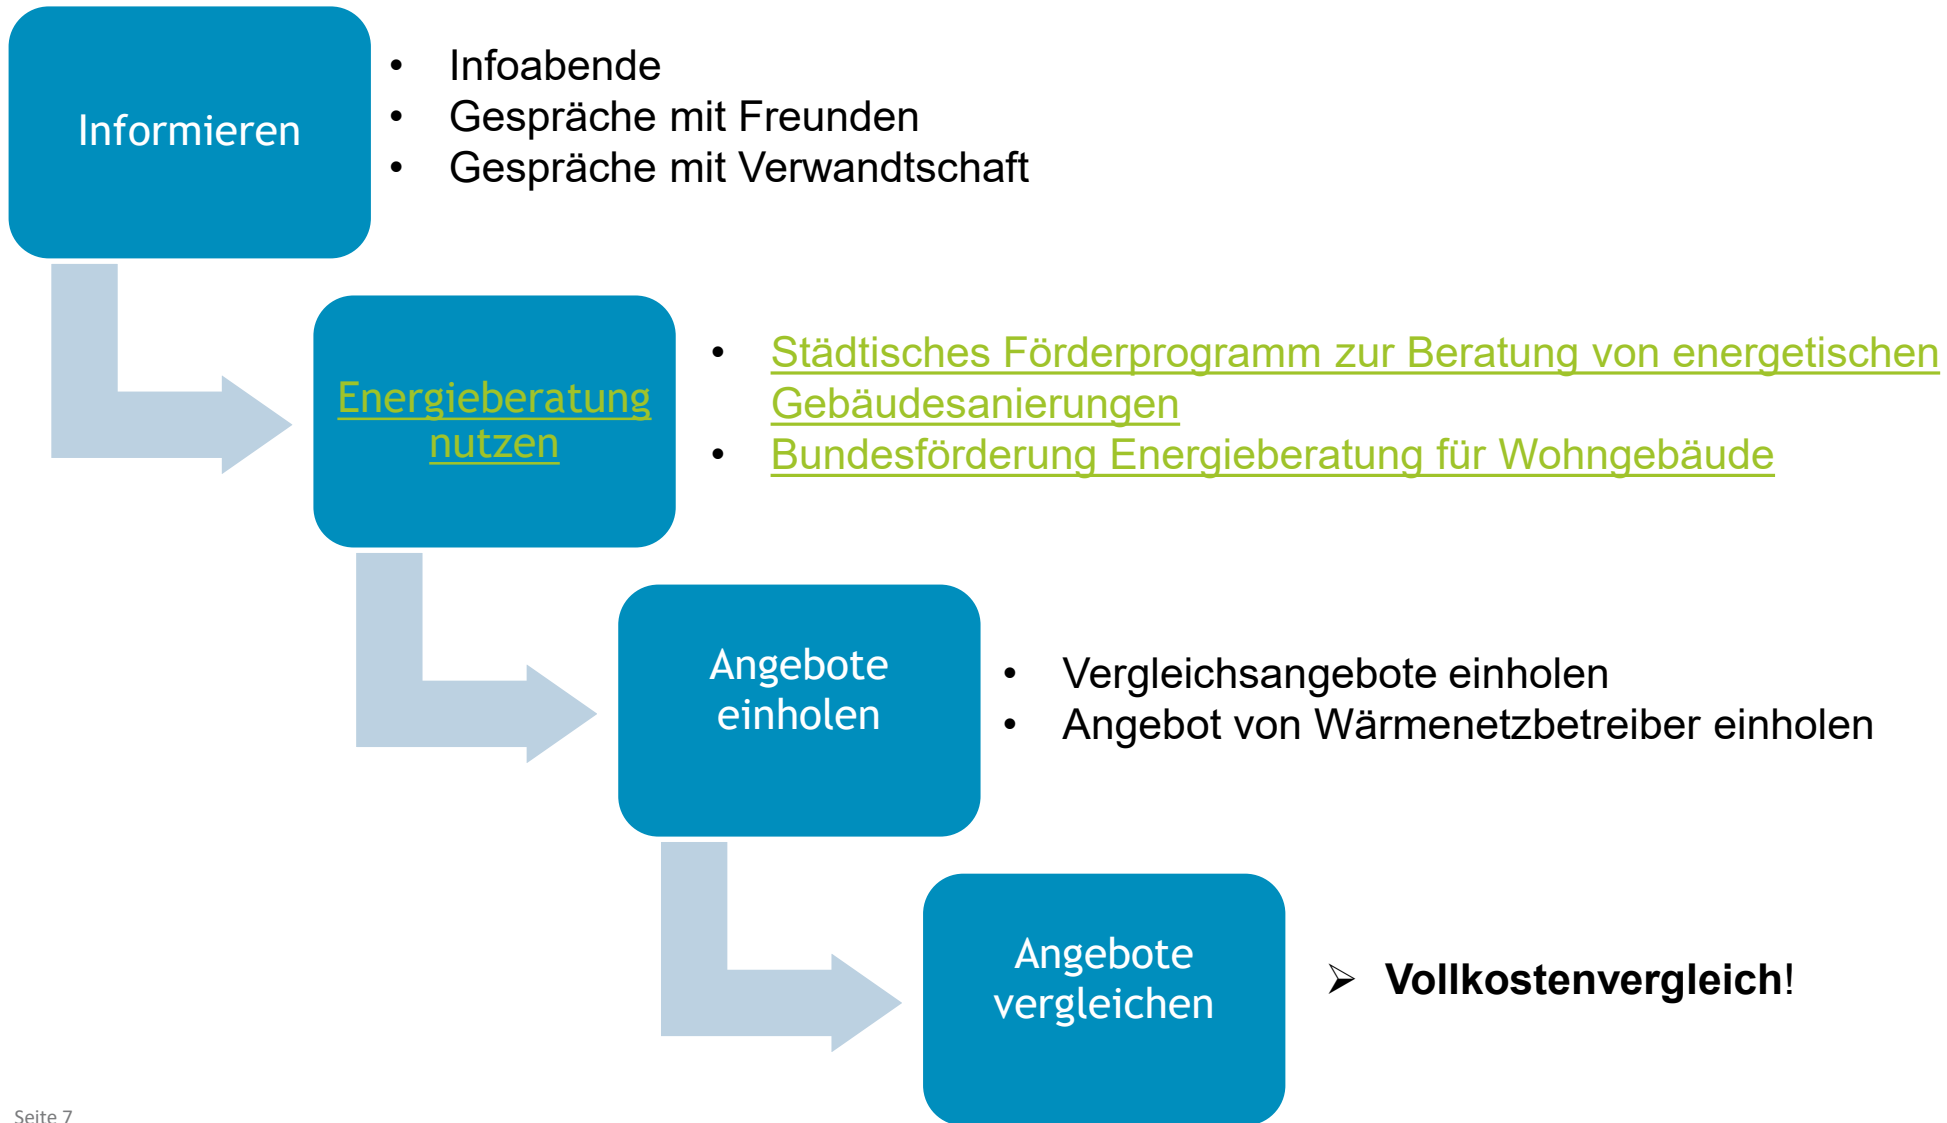 Informieren
• Infoabende
• Gespräche mit Freunden
• Gespräche mit Verwandtschaft
Energieberatung
nutzen
• Städtisches Förderprogramm zur Beratung von energetischen
Gebäudesanierungen
• Bundesförderung Energieberatung für Wohngebäude
Angebote
einholen
• Vergleichsangebote einholen
• Angebot von Wärmenetzbetreiber einholen
Angebote
vergleichen
➢ Vollkostenvergleich!
Seite 7